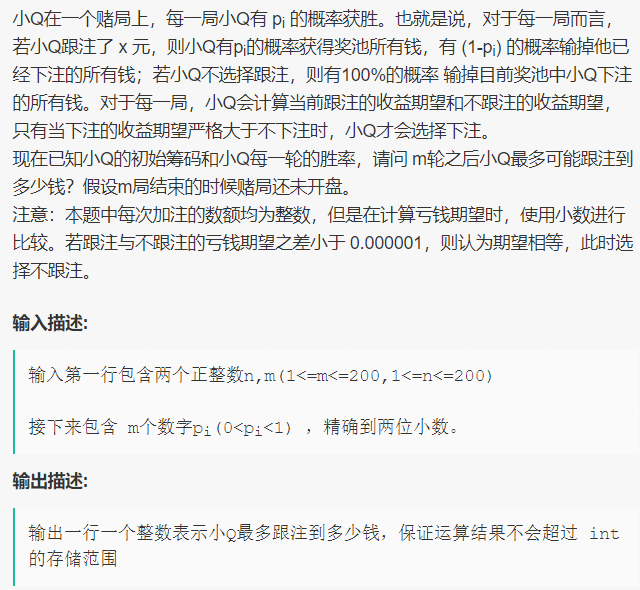 小Q在一个赌局上，每一局小Q有 pi 的概率获胜。也就是说，对于每一局而言，
若小Q跟注了 x 元，则小Q有pi的概率获得奖池所有钱，有 (1-pi) 的概率输掉他已
经下注的所有钱；若小Q不选择跟注，则有100%的概率 输掉目前奖池中小Q下注
的所有钱。对于每一局，小Q会计算当前跟注的收益期望和不跟注的收益期望，
只有当下注的收益期望严格大于不下注时，小Q才会选择下注。
现在已知小Q的初始筹码和小Q每一轮的胜率，请问 m轮之后小Q最多可能跟注到
多少钱？假设m局结束的时候赌局还未开盘。
注意：本题中每次加注的数额均为整数，但是在计算亏钱期望时，使用小数进行
比较。若跟注与不跟注的亏钱期望之差小于 0.000001，则认为期望相等，此时选
择不跟注。
输入描述:
输入第一行包含两个正整数n,m(1<=m<=200,1<=n<=200)
接下来包含 m个数字pi(0<pi<1) ，精确到两位小数。
输出描述:
输出一行一个整数表示小Q最多跟注到多少钱，保证运算结果不会超过 int
的存储范围